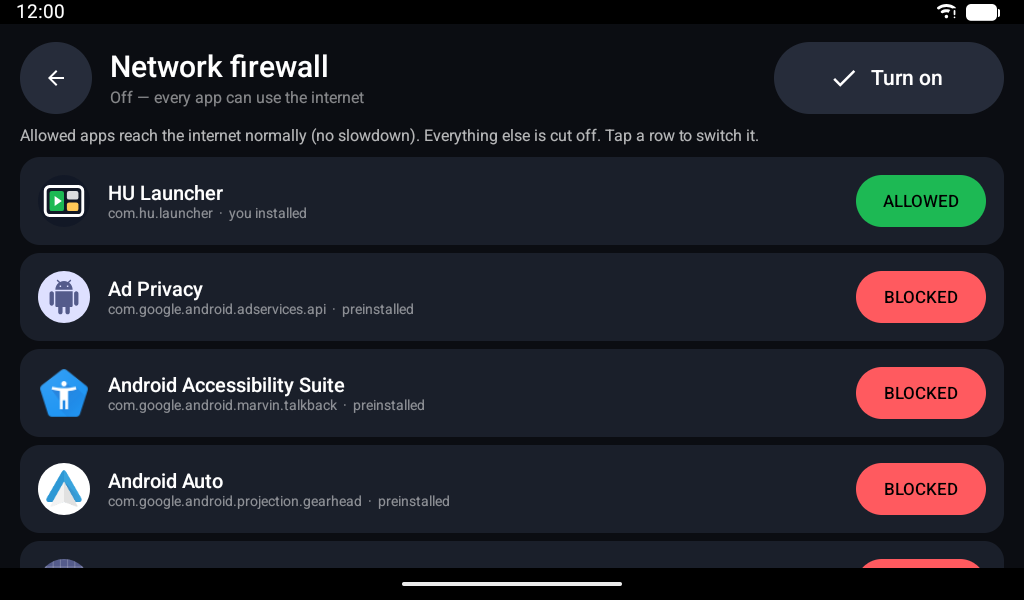 12:00
Network firewall
Off — every app can use the internet
Turn on
Allowed apps reach the internet normally (no slowdown). Everything else is cut off. Tap a row to switch it.
HU Launcher
com.hu.launcher · you installed
ALLOWED
Ad Privacy
com.google.android.adservices.api · preinstalled
BLOCKED
Android Accessibility Suite
com.google.android.marvin.talkback · preinstalled
BLOCKED
Android Auto
com.google.android.projection.gearhead · preinstalled
BLOCKED